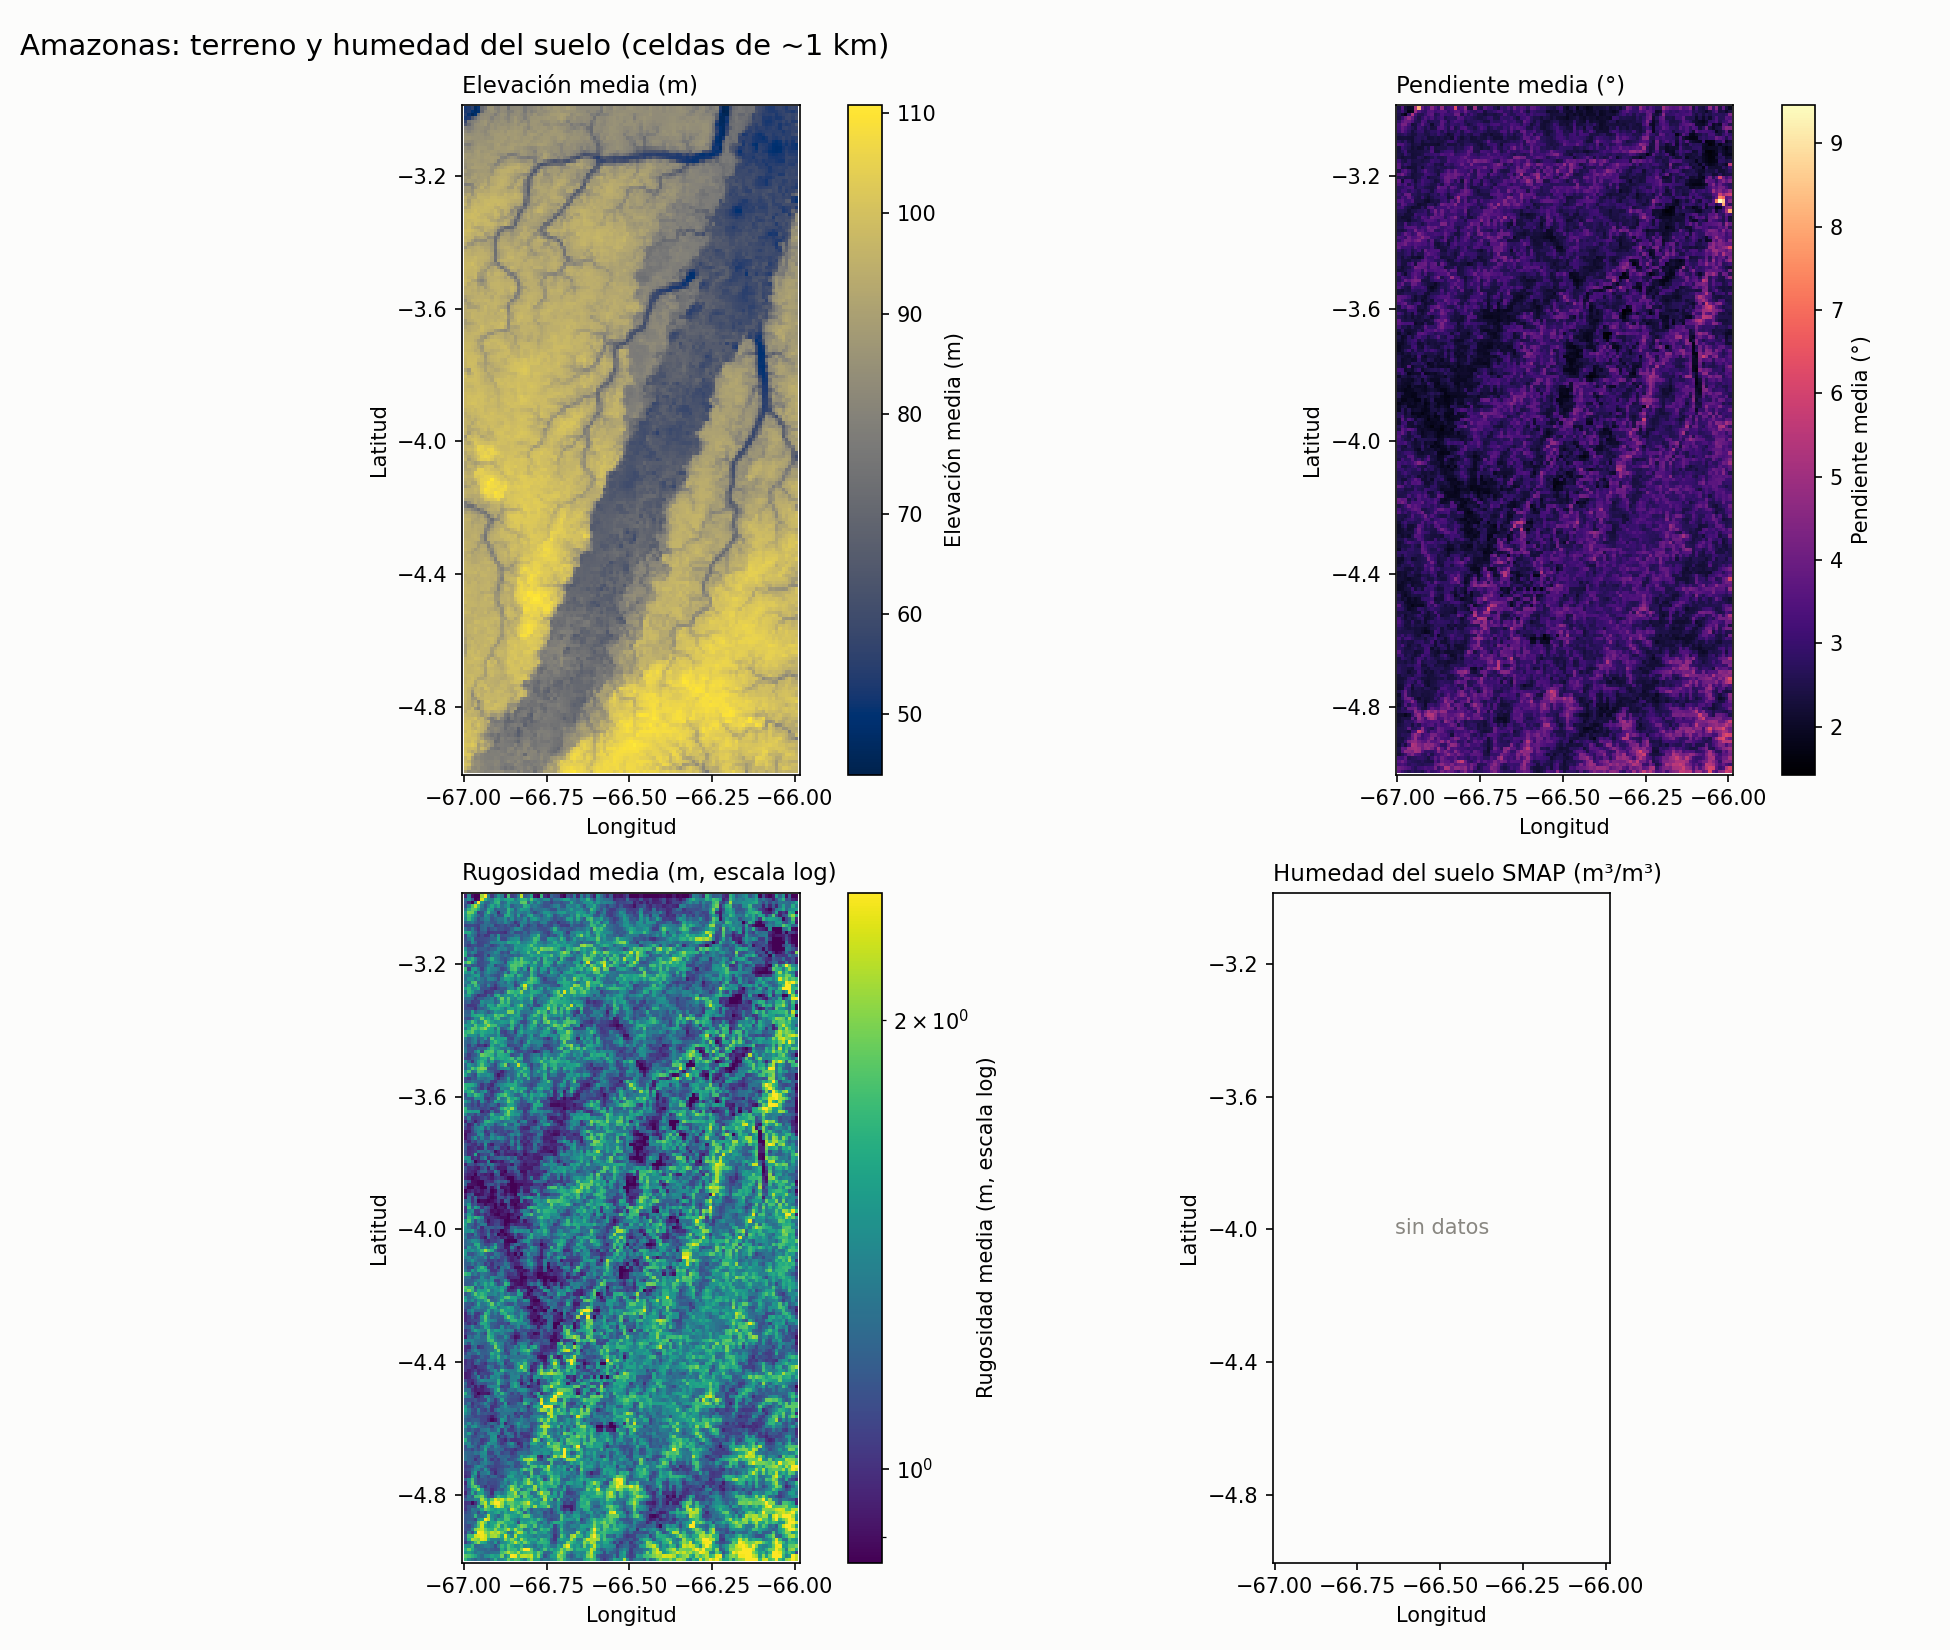 Amazonas: terreno y humedad del suelo (celdas de ~1 km)
Elevación media (m)
−3.2
−3.6
−4.0
−4.4
−4.8
Latitud
−67.00 −66.75 −66.50 −66.25 −66.00
Longitud
110
100
90
80
70
60
50
Elevación media (m)
Pendiente media (°)
−3.2
−3.6
−4.0
−4.4
−4.8
Latitud
−67.00 −66.75 −66.50 −66.25 −66.00
Longitud
9
8
7
6
5
4
3
2
Pendiente media (°)
Rugosidad media (m, escala log)
−3.2
−3.6
−4.0
−4.4
−4.8
Latitud
−67.00 −66.75 −66.50 −66.25 −66.00
Longitud
2 × 10⁰
10⁰
Rugosidad media (m, escala log)
Humedad del suelo SMAP (m³/m³)
−3.2
−3.6
−4.0
−4.4
−4.8
Latitud
sin datos
−67.00 −66.75 −66.50 −66.25 −66.00
Longitud